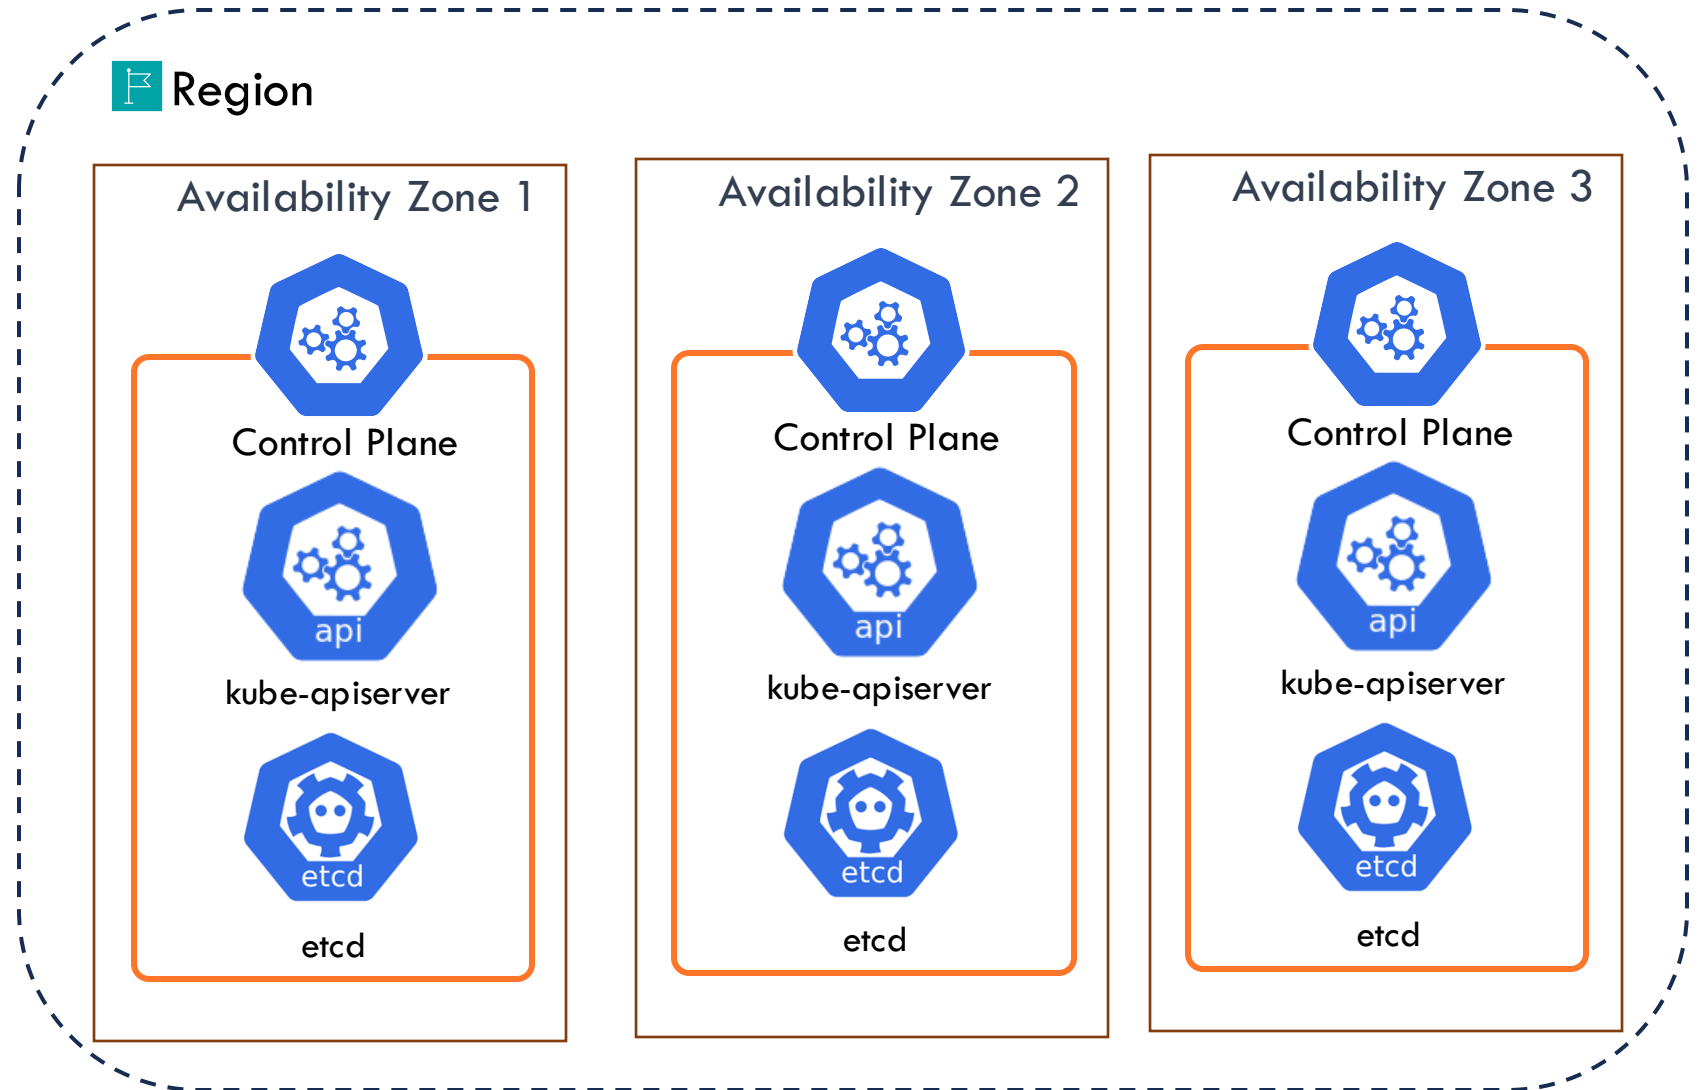 Region
Availability Zone 1
Control Plane
api
kube-apiserver
etcd
etcd
Availability Zone 2
Control Plane
api
kube-apiserver
etcd
etcd
Availability Zone 3
Control Plane
api
kube-apiserver
etcd
etcd